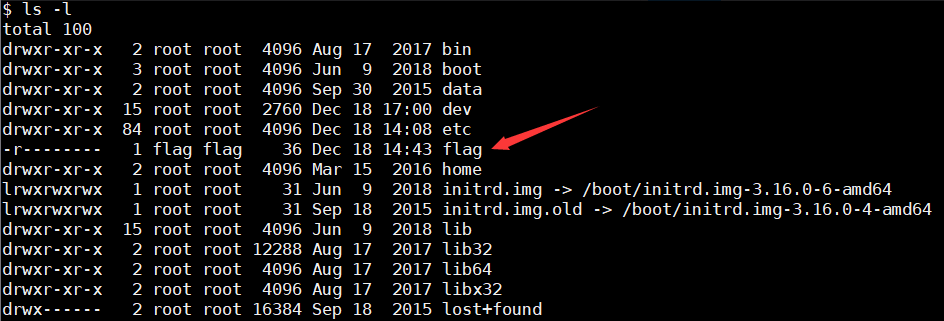 $ ls -l
total 100
drwxr-xr-x   2 root root  4096 Aug 17  2017 bin
drwxr-xr-x   3 root root  4096 Jun  9  2018 boot
drwxr-xr-x   2 root root  4096 Sep 30  2015 data
drwxr-xr-x  15 root root  2760 Dec 18 17:00 dev
drwxr-xr-x  84 root root  4096 Dec 18 14:08 etc
-r--------   1 flag flag    36 Dec 18 14:43 flag
drwxr-xr-x   2 root root  4096 Mar 15  2016 home
lrwxrwxrwx   1 root root    31 Jun  9  2018 initrd.img -> /boot/initrd.img-3.16.0-6-amd64
lrwxrwxrwx   1 root root    31 Sep 18  2015 initrd.img.old -> /boot/initrd.img-3.16.0-4-amd64
drwxr-xr-x  15 root root  4096 Jun  9  2018 lib
drwxr-xr-x   2 root root 12288 Aug 17  2017 lib32
drwxr-xr-x   2 root root  4096 Aug 17  2017 lib64
drwxr-xr-x   2 root root  4096 Aug 17  2017 libx32
drwx------   2 root root 16384 Sep 18  2015 lost+found